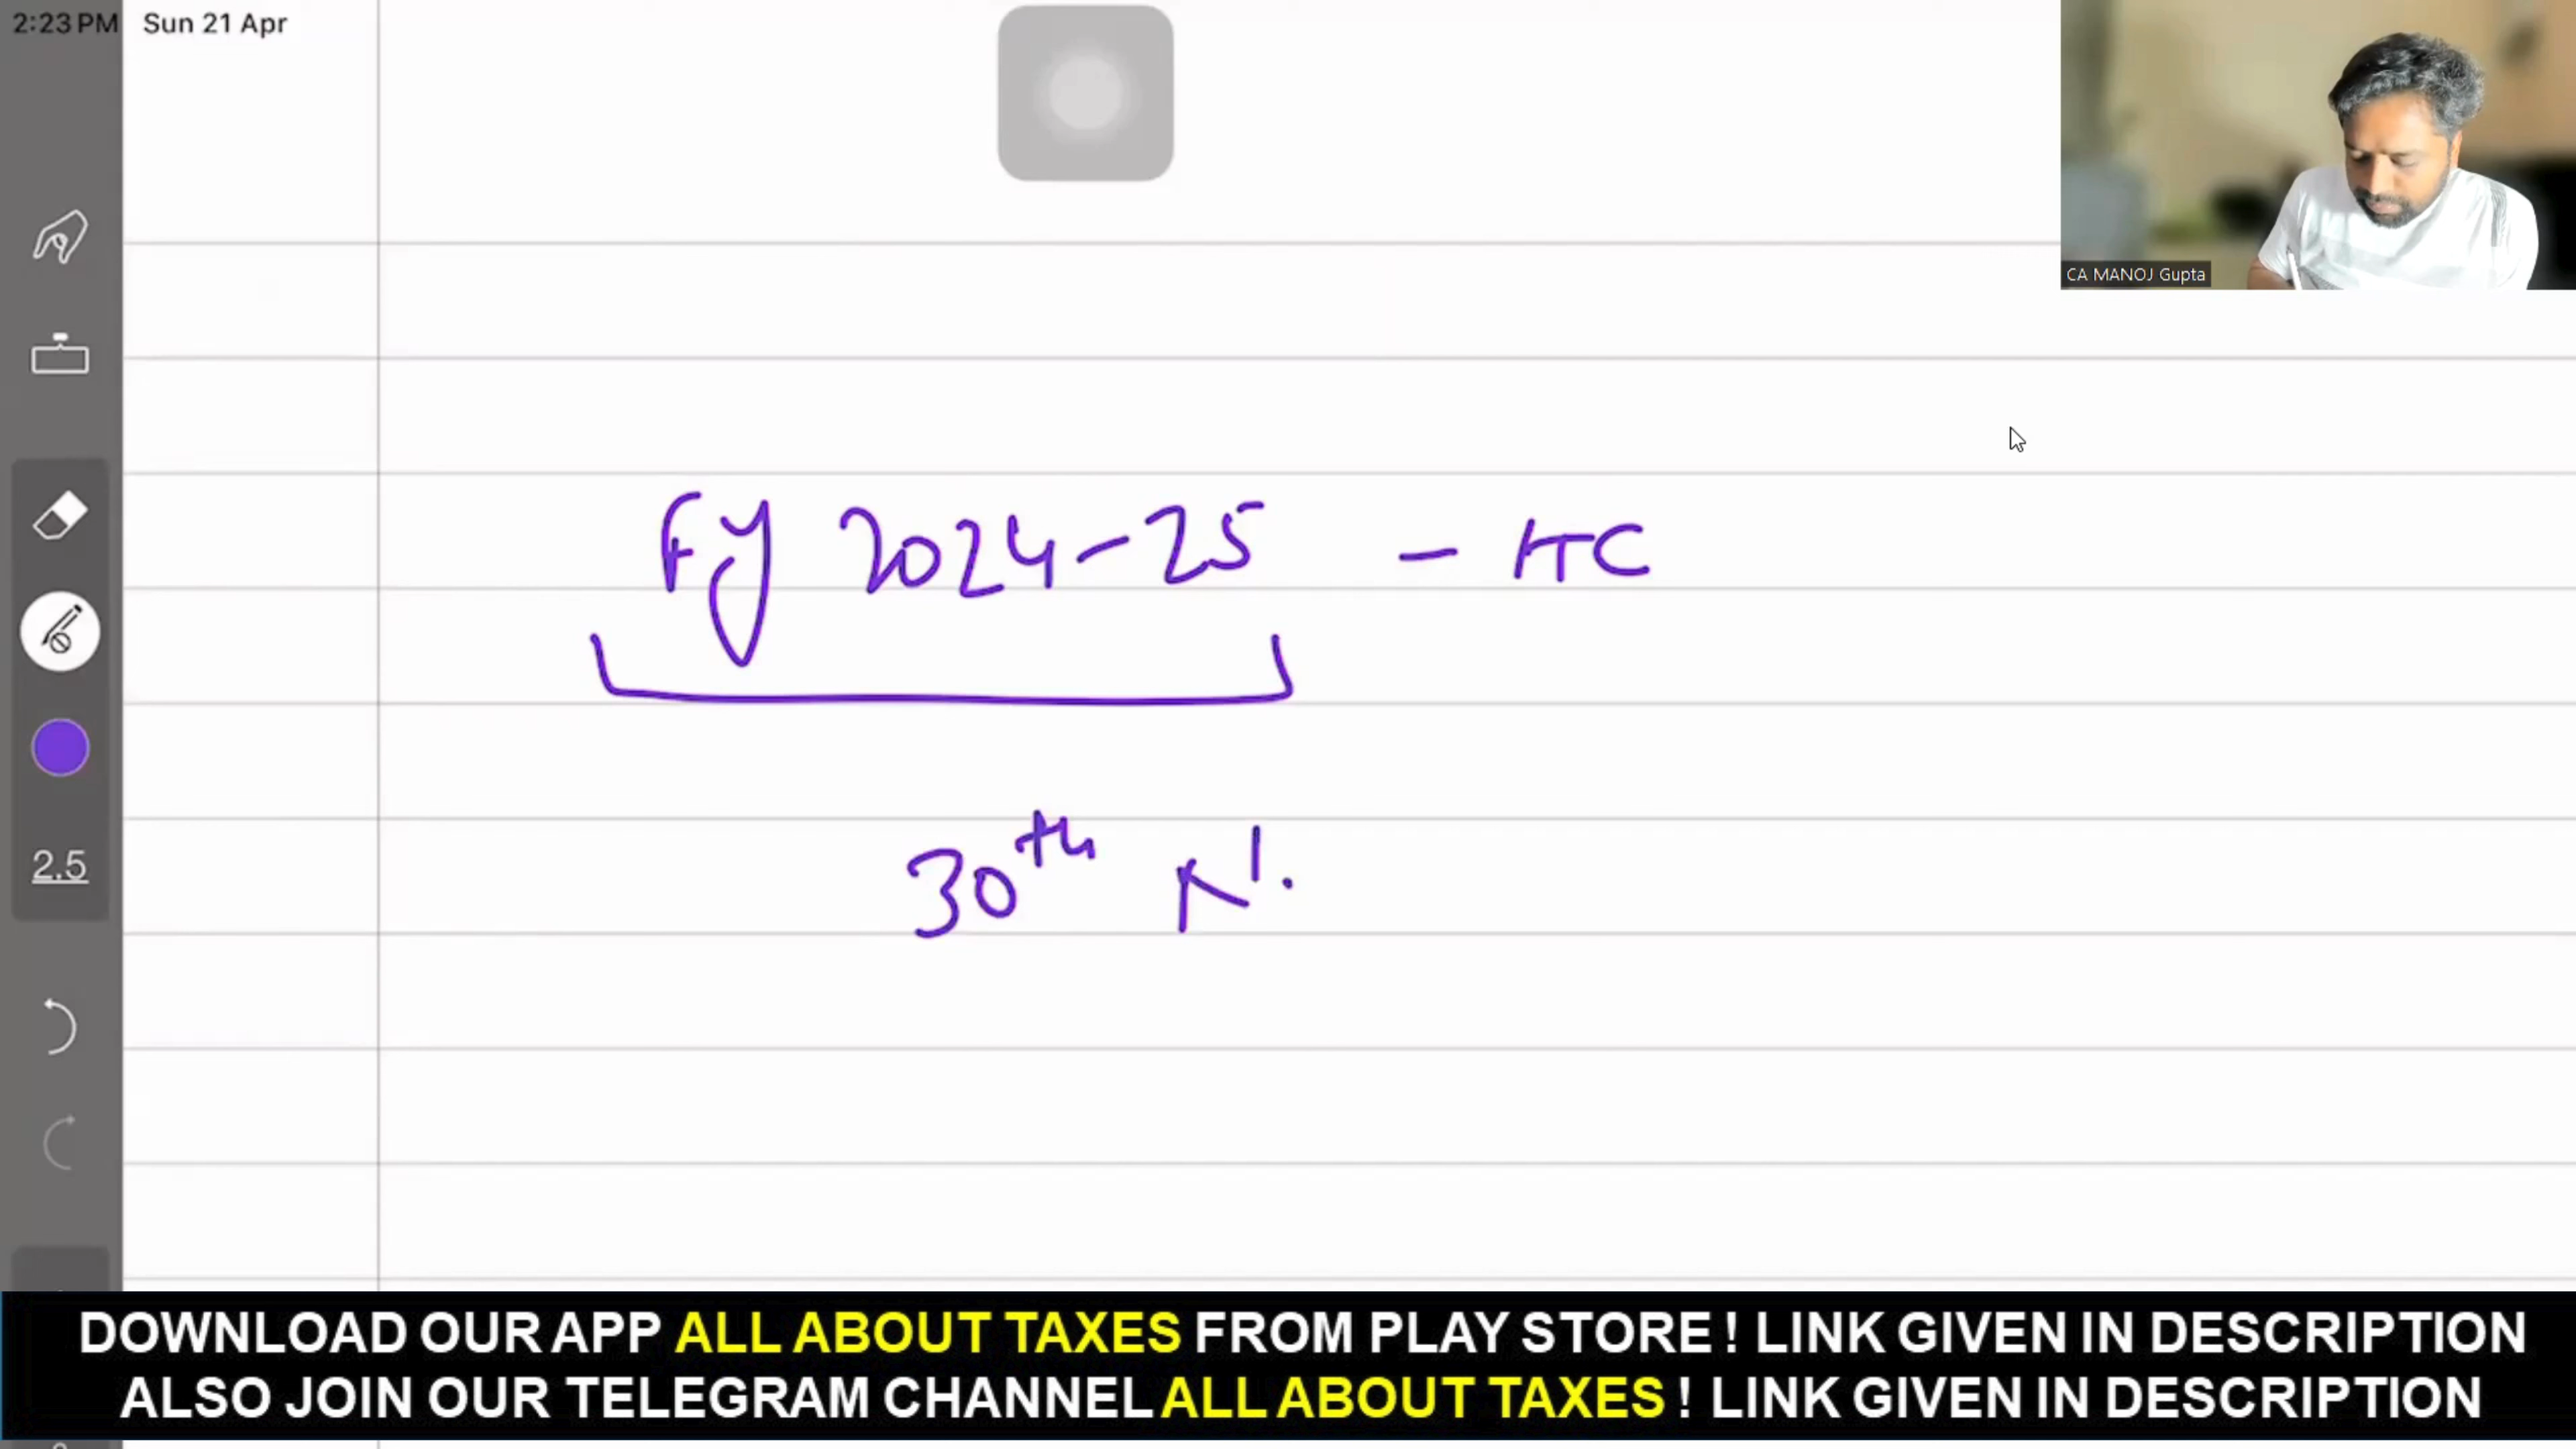 2:23 PM Sun 21 Apr
CA MANOJ Gupta
Fy 2024-25 - ITC
2.5
30th N
DOWNLOAD OUR APP ALL ABOUT TAXES FROM PLAY STORE ! LINK GIVEN IN DESCRIPTION
ALSO JOIN OUR TELEGRAM CHANNEL ALL ABOUT TAXES ! LINK GIVEN IN DESCRIPTION